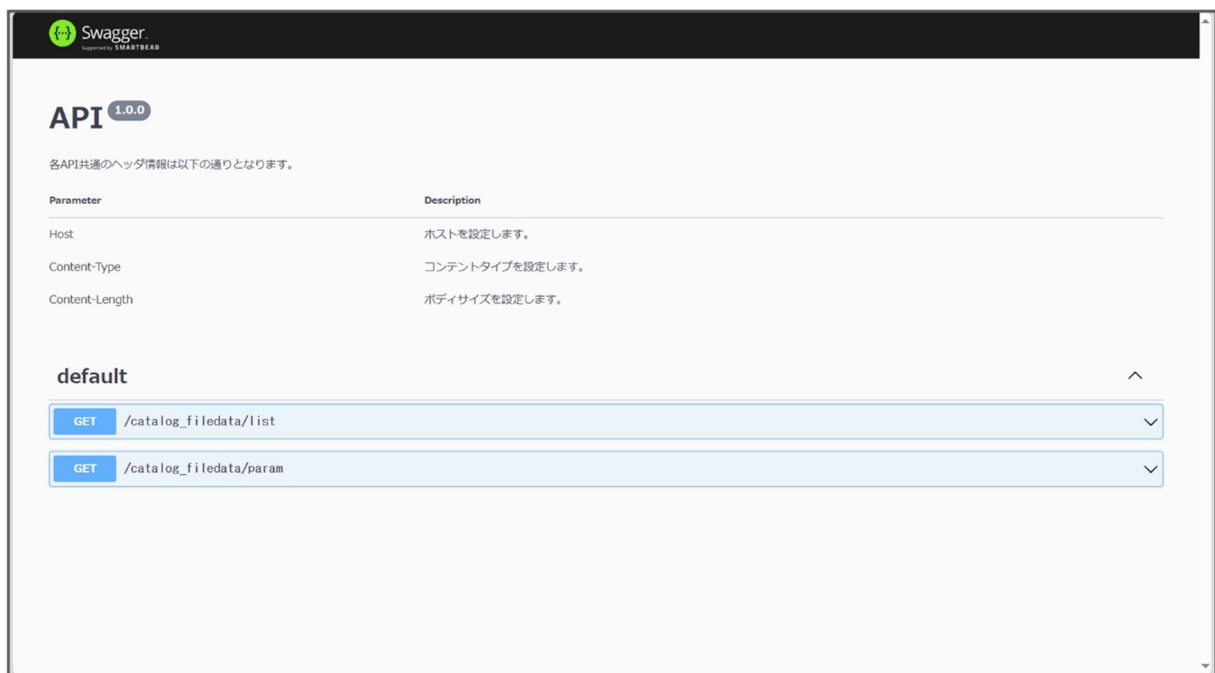 Swagger.
Supported by SMARTBEAR
API 1.0.0
各API共通のヘッダ情報は以下の通りとなります。
Parameter Description
Host ホストを設定します。
Content-Type コンテントタイプを設定します。
Content-Length ボディサイズを設定します。
default
GET /catalog_filedata/list
GET /catalog_filedata/param